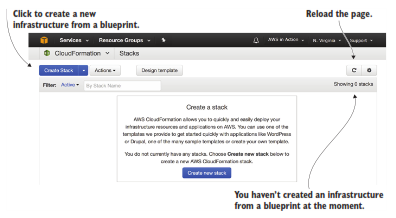 Click to create a new
infrastructure from a blueprint.
Reload the page.
Services
Resource Groups
AWS in Action
N. Virginia
Support
CloudFormation
Stacks
Create Stack
Actions
Design template
Filter: Active
By Stack Name
Showing 0 stacks
Create a stack
AWS CloudFormation allows you to quickly and easily deploy your
infrastructure resources and applications on AWS. You can use one of the
templates we provide to get started quickly with applications like WordPress
or Drupal, one of the many sample templates or create your own template.
You do not currently have any stacks. Choose Create new stack below to
create a new AWS CloudFormation stack.
Create new stack
You haven't created an infrastructure
from a blueprint at the moment.